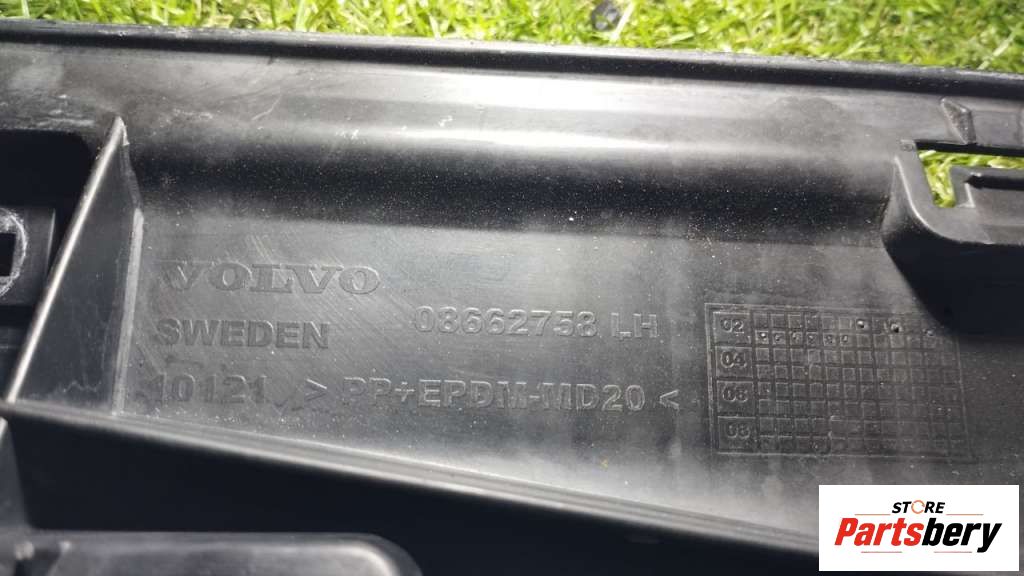 VOLVO
SWEDEN
10121
08662758 LH
> PP+EPDM-MD20 <
02
04
06
08
STORE
Partsbery